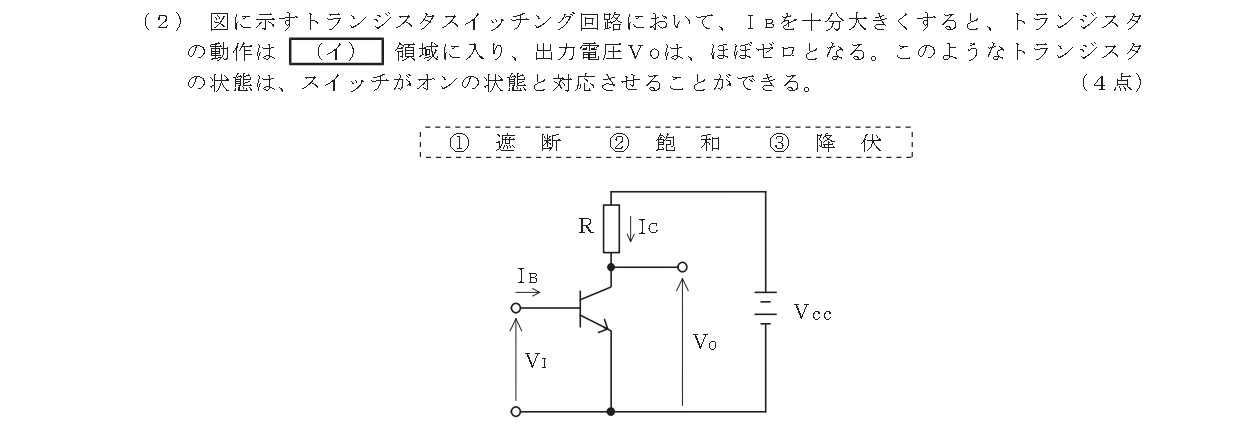 (2) 図に示すトランジスタスイッチング回路において、IBを十分大きくすると、トランジスタ
の動作は (イ) 領域に入り、出力電圧VOは、ほぼゼロとなる。このようなトランジスタ
の状態は、スイッチがオンの状態と対応させることができる。 (4点)
① 遮断 ② 飽和 ③ 降伏
R IC
IB
VCC
VO
VI